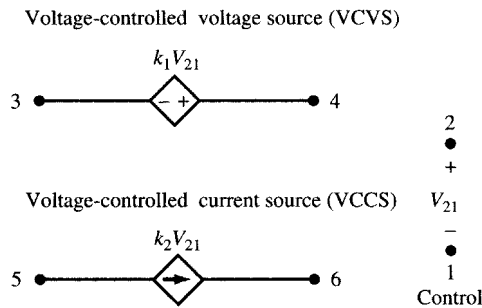 Voltage-controlled voltage source (VCVS)
k₁V₂₁
3 − + 4
2
+
Voltage-controlled current source (VCCS)
V₂₁
k₂V₂₁
−
5 6
1
Control